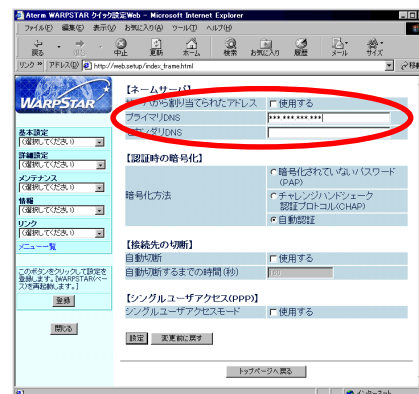 Aterm WARPSTAR クイック設定Web - Microsoft Internet Explorer
ファイル(F) 編集(E) 表示(V) お気に入り(A) ツール(T) ヘルプ(H)
戻る 中止 更新 ホーム 検索 お気に入り 履歴 メール サイズ
リンク アドレス(D) http://web.setup/index_frame.html 移動
WARPSTAR
基本設定
(選択してください)
詳細設定
(選択してください)
メンテナンス
(選択してください)
情報
(選択してください)
リンク
(選択してください)
メニュー一覧
このボタンをクリックして設定を
登録します。[WARPSTAR(ベー
ス)を再起動します。]
登録
閉じる
【ネームサーバ】
から割り当てられたアドレス 使用する
プライマリDNS ***.***.***.***
セカンダリDNS
【認証時の暗号化】
暗号化方法
暗号化されていないパスワード
(PAP)
チャレンジハンドシェーク
認証プロトコル(CHAP)
自動認証
【接続先の切断】
自動切断 使用する
自動切断するまでの時間(秒) 100
【シングルユーザアクセス(PPP)】
シングルユーザアクセスモード 使用する
設定 変更前に戻す
トップページへ戻る
インターネット